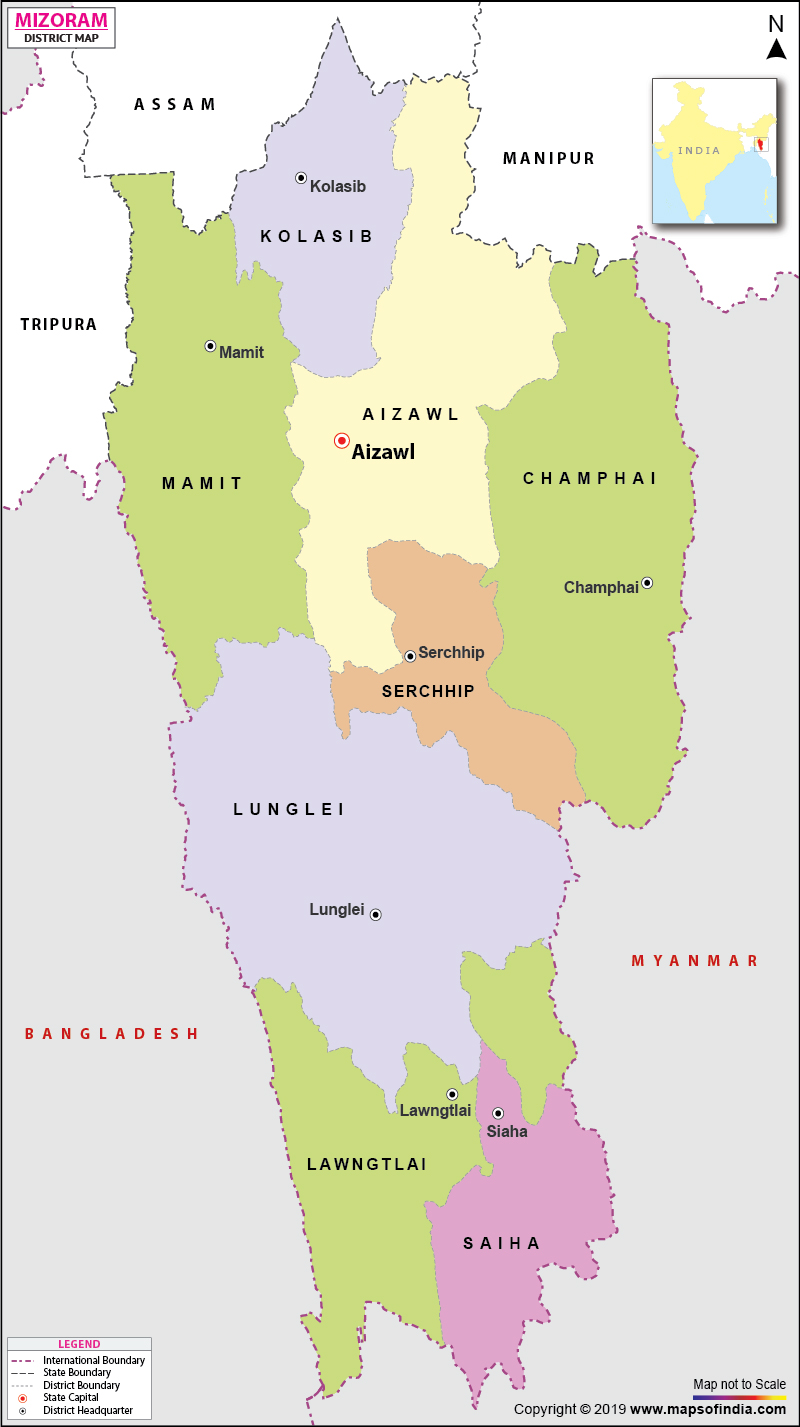 MIZORAM
DISTRICT MAP
N
ASSAM
MANIPUR
INDIA
Kolasib
KOLASIB
TRIPURA
Mamit
AIZAWL
Aizawl
MAMIT
CHAMPHAI
Champhai
Serchhip
SERCHHIP
LUNGLEI
Lunglei
MYANMAR
BANGLADESH
Lawngtlai
Siaha
LAWNGTLAI
SAIHA
LEGEND
International Boundary
State Boundary
District Boundary
State Capital
District Headquarter
Map not to Scale
Copyright © 2019 www.mapsofindia.com